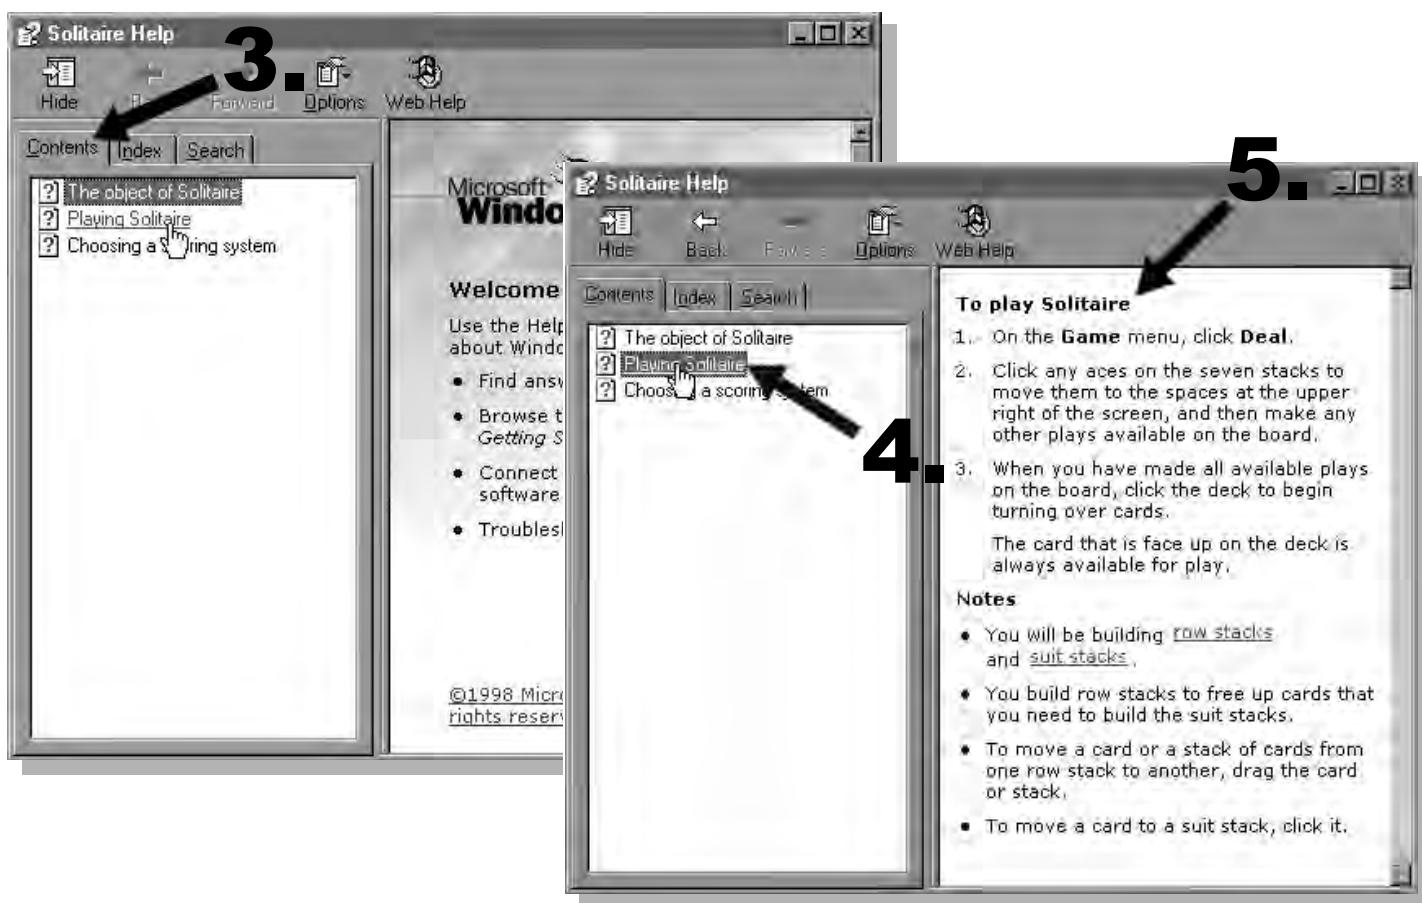 Solitaire Help
3.
Hide
Forward
Options
Web Help
Contents
Index
Search
The object of Solitaire
Playing Solitaire
Choosing a ring system
Microsoft
Windo
Welcome
Use the Help
about Windo
• Find answ
• Browse t
Getting S
• Connect
software
• Troublesh
©1998 Micro
rights reserv
Solitaire Help
5.
Hide
Back
Forward
Options
Web Help
Contents
Index
Search
The object of Solitaire
Playing Solitaire
Choosing a scoring system
4.
To play Solitaire
1. On the Game menu, click Deal.
2. Click any aces on the seven stacks to
move them to the spaces at the upper
right of the screen, and then make any
other plays available on the board.
3. When you have made all available plays
on the board, click the deck to begin
turning over cards.
The card that is face up on the deck is
always available for play.
Notes
• You will be building row stacks
and suit stacks .
• You build row stacks to free up cards that
you need to build the suit stacks.
• To move a card or a stack of cards from
one row stack to another, drag the card
or stack.
• To move a card to a suit stack, click it.